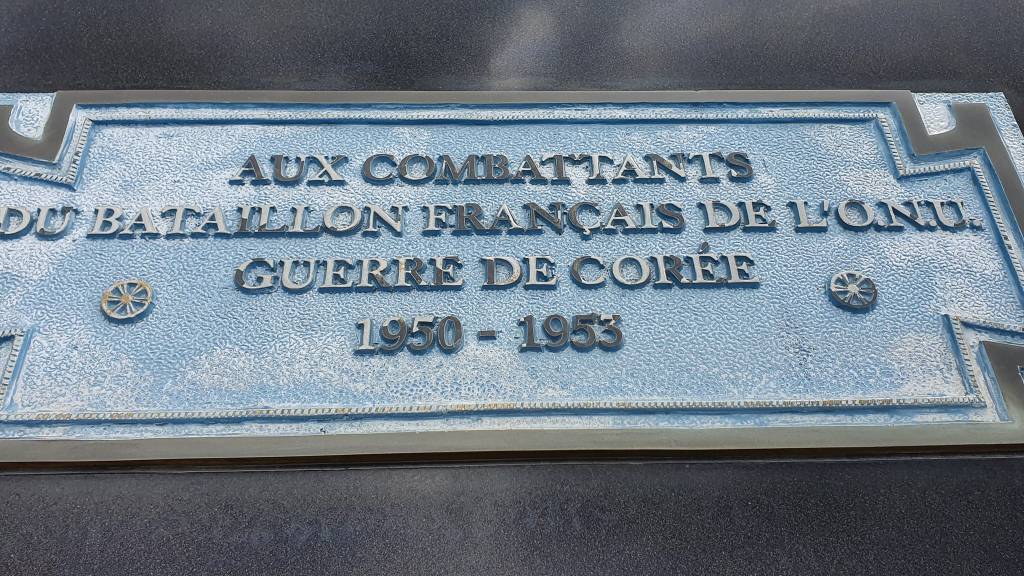 AUX COMBATTANTS
DU BATAILLON FRANÇAIS DE L'O.N.U.
GUERRE DE CORÉE
1950 - 1953